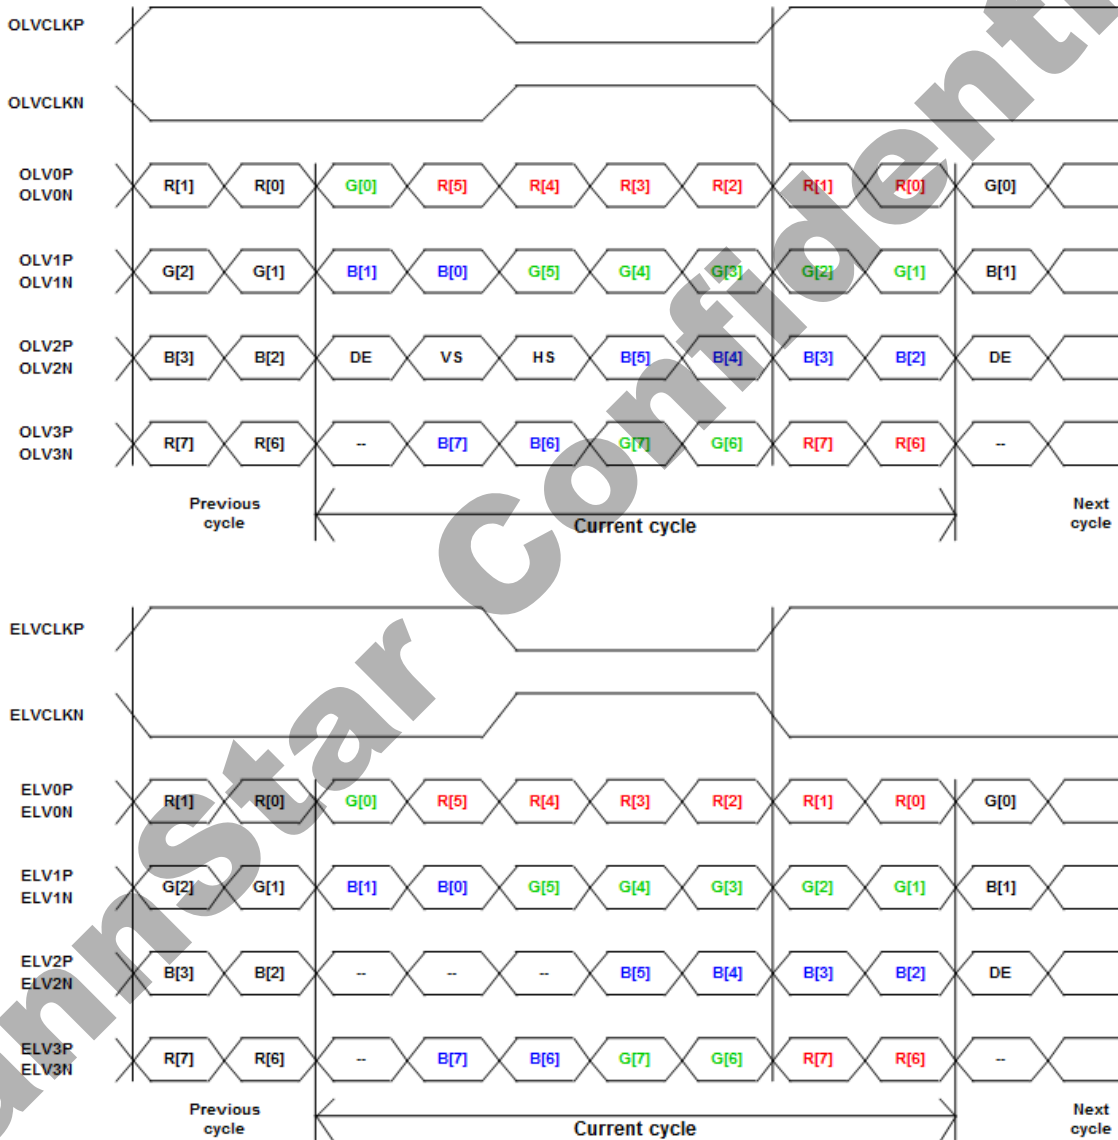 OLVCLKP
OLVCLKN
OLV0P
OLV0N
R[1] R[0] G[0] R[5] R[4] R[3] R[2] R[1] R[0] G[0]
OLV1P
OLV1N
G[2] G[1] B[1] B[0] G[5] G[4] G[3] G[2] G[1] B[1]
OLV2P
OLV2N
B[3] B[2] DE VS HS B[5] B[4] B[3] B[2] DE
OLV3P
OLV3N
R[7] R[6] -- B[7] B[6] G[7] G[6] R[7] R[6] --
Previous
cycle
Current cycle
Next
cycle
ELVCLKP
ELVCLKN
ELV0P
ELV0N
R[1] R[0] G[0] R[5] R[4] R[3] R[2] R[1] R[0] G[0]
ELV1P
ELV1N
G[2] G[1] B[1] B[0] G[5] G[4] G[3] G[2] G[1] B[1]
ELV2P
ELV2N
B[3] B[2] -- -- -- B[5] B[4] B[3] B[2] DE
ELV3P
ELV3N
R[7] R[6] -- B[7] B[6] G[7] G[6] R[7] R[6] --
Previous
cycle
Current cycle
Next
cycle